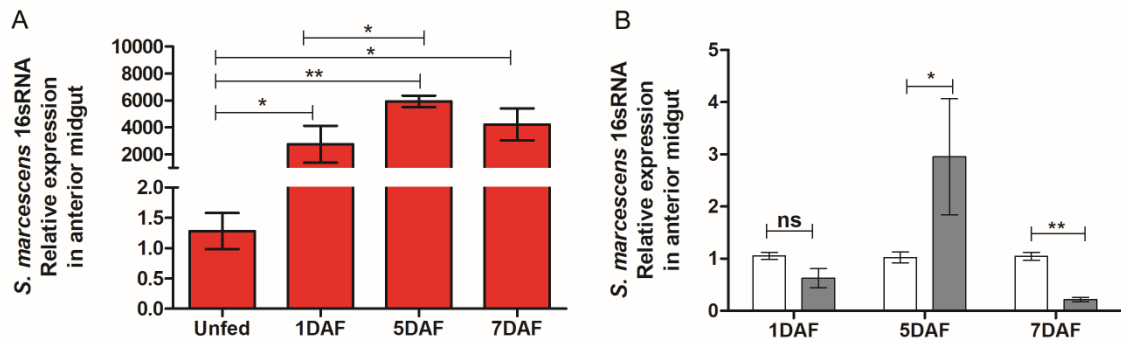 A
S. marcescens 16sRNA
Relative expression
in anterior midgut
10000
8000
6000
4000
2000
2.0
1.5
1.0
0.5
0.0
*
*
**
*
Unfed 1DAF 5DAF 7DAF
B
S. marcescens 16sRNA
Relative expression
in anterior midgut
5
4
3
2
1
0
ns
*
**
1DAF 5DAF 7DAF